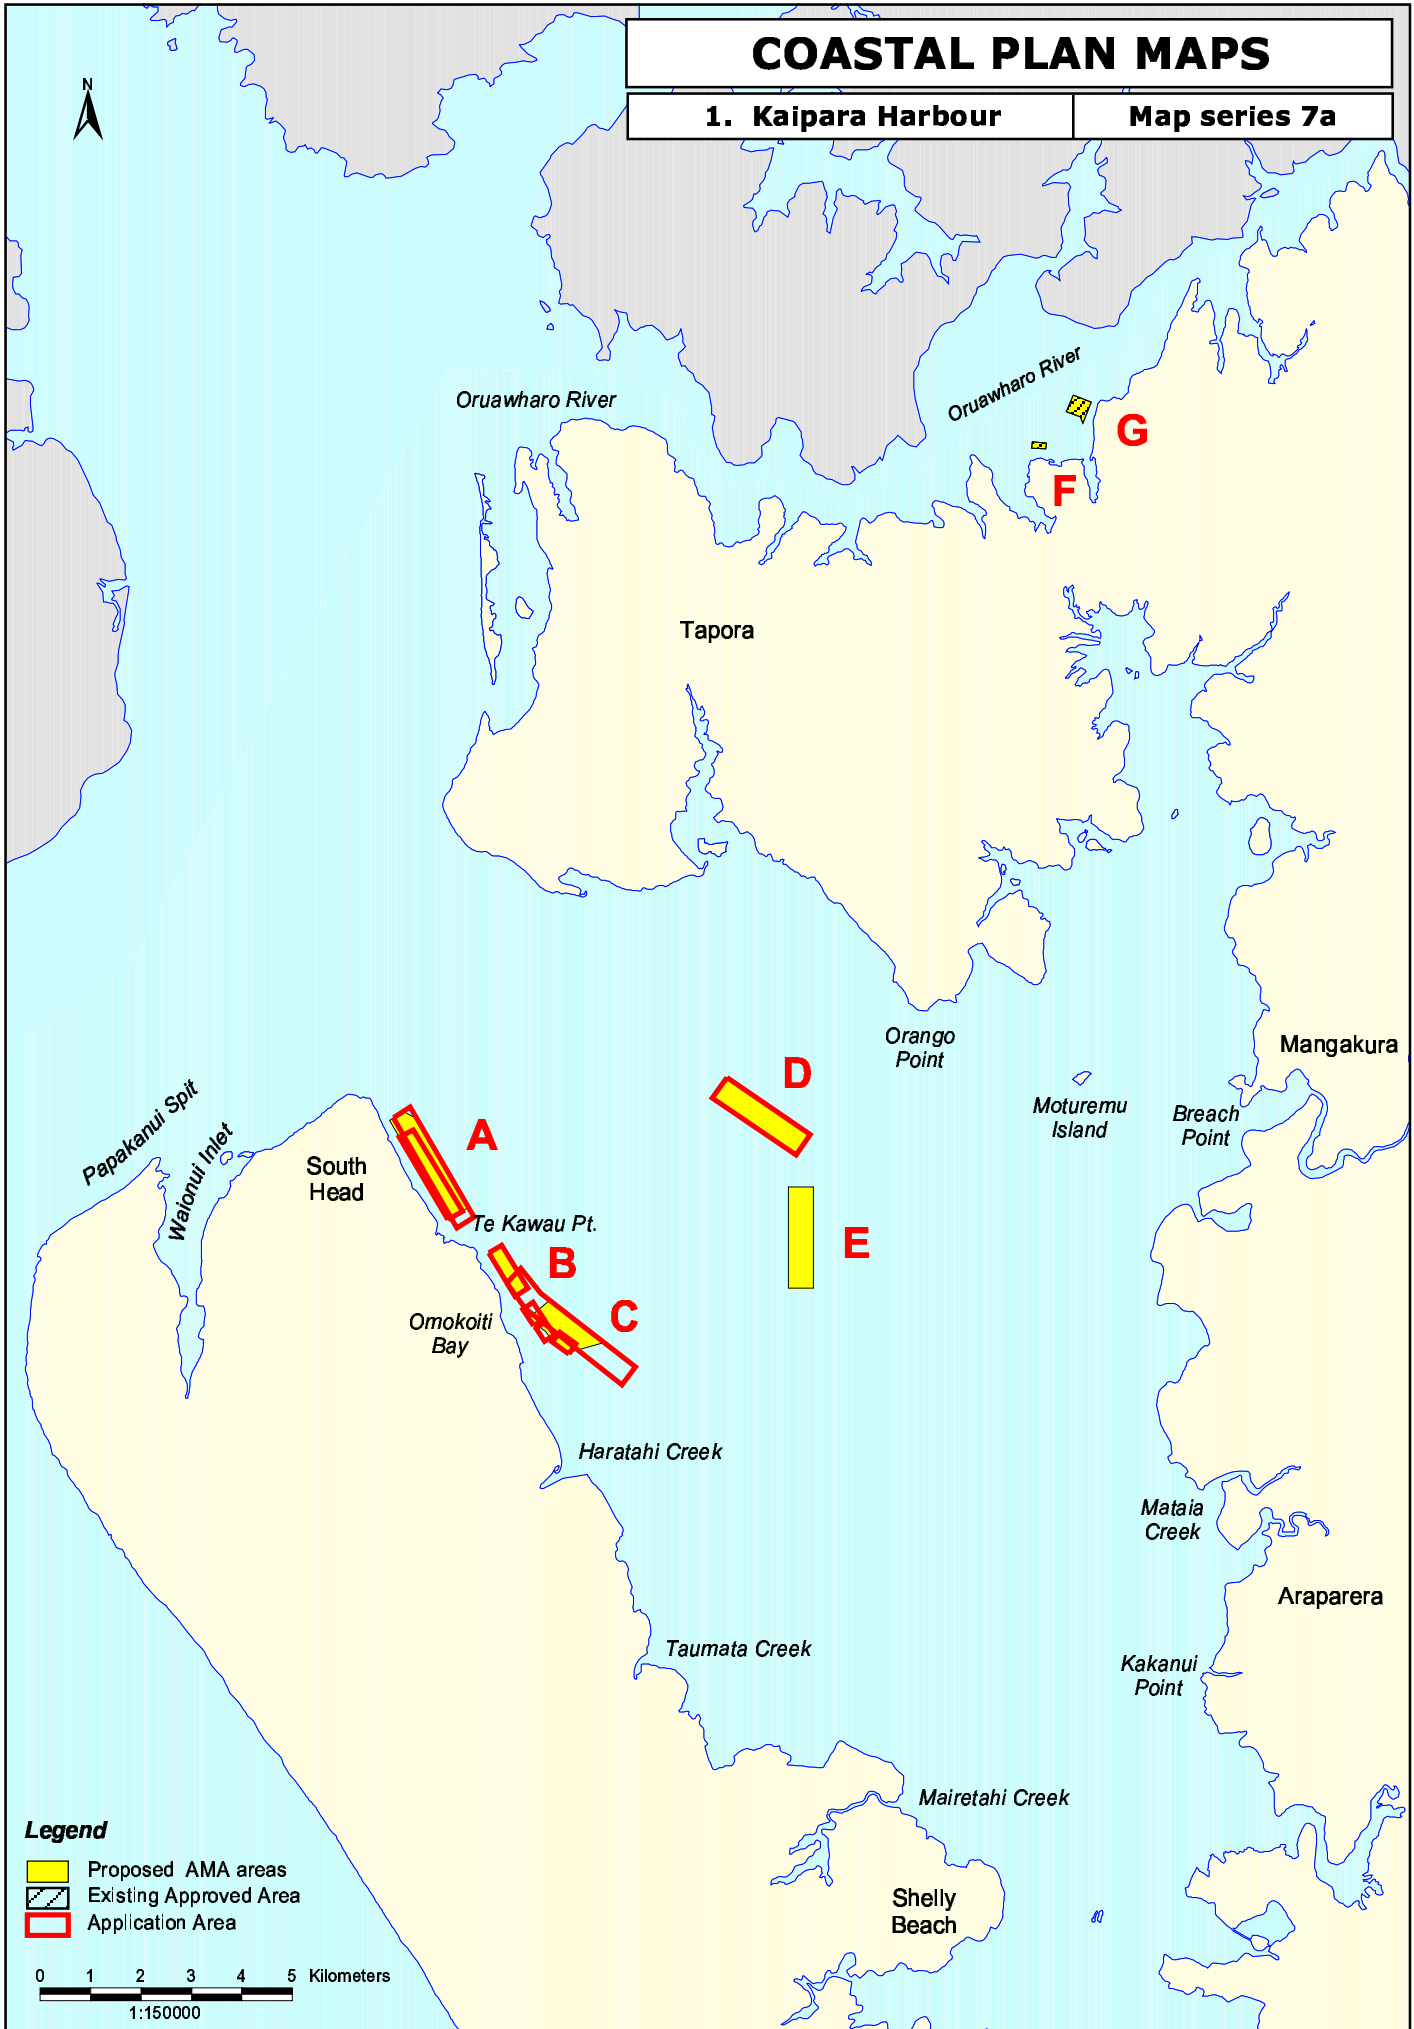 COASTAL PLAN MAPS
1. Kaipara Harbour
Map series 7a
N
Oruawharo River
Oruawharo River
G
F
Tapora
Orango
Point
Mangakura
D
Moturemu
Island
Breach
Point
Papakanui Spit
Waionui Inlet
South
Head
A
Te Kawau Pt.
B
E
C
Omokoiti
Bay
Haratahi Creek
Mataia
Creek
Araparera
Taumata Creek
Kakanui
Point
Mairetahi Creek
Shelly
Beach
Legend
Proposed AMA areas
Existing Approved Area
Application Area
0 1 2 3 4 5 Kilometers
1:150000